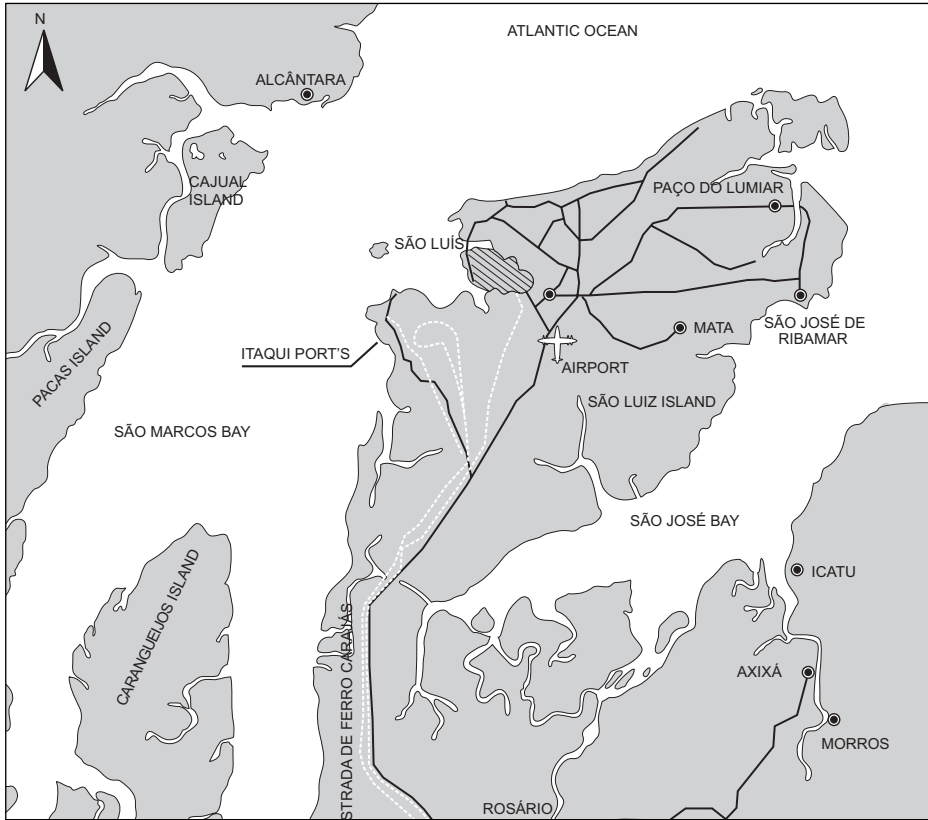 N
ATLANTIC OCEAN
ALCÂNTARA
CAJUAL
ISLAND
PAÇO DO LUMIAR
SÃO LUÍS
PACAS ISLAND
ITAQUI PORT'S
MATA
SÃO JOSÉ DE
RIBAMAR
AIRPORT
SÃO LUIZ ISLAND
SÃO MARCOS BAY
SÃO JOSÉ BAY
CARANGUEIJOS ISLAND
ICATU
STRADA DE FERRO CARAJÁS
AXIXÁ
MORROS
ROSÁRIO